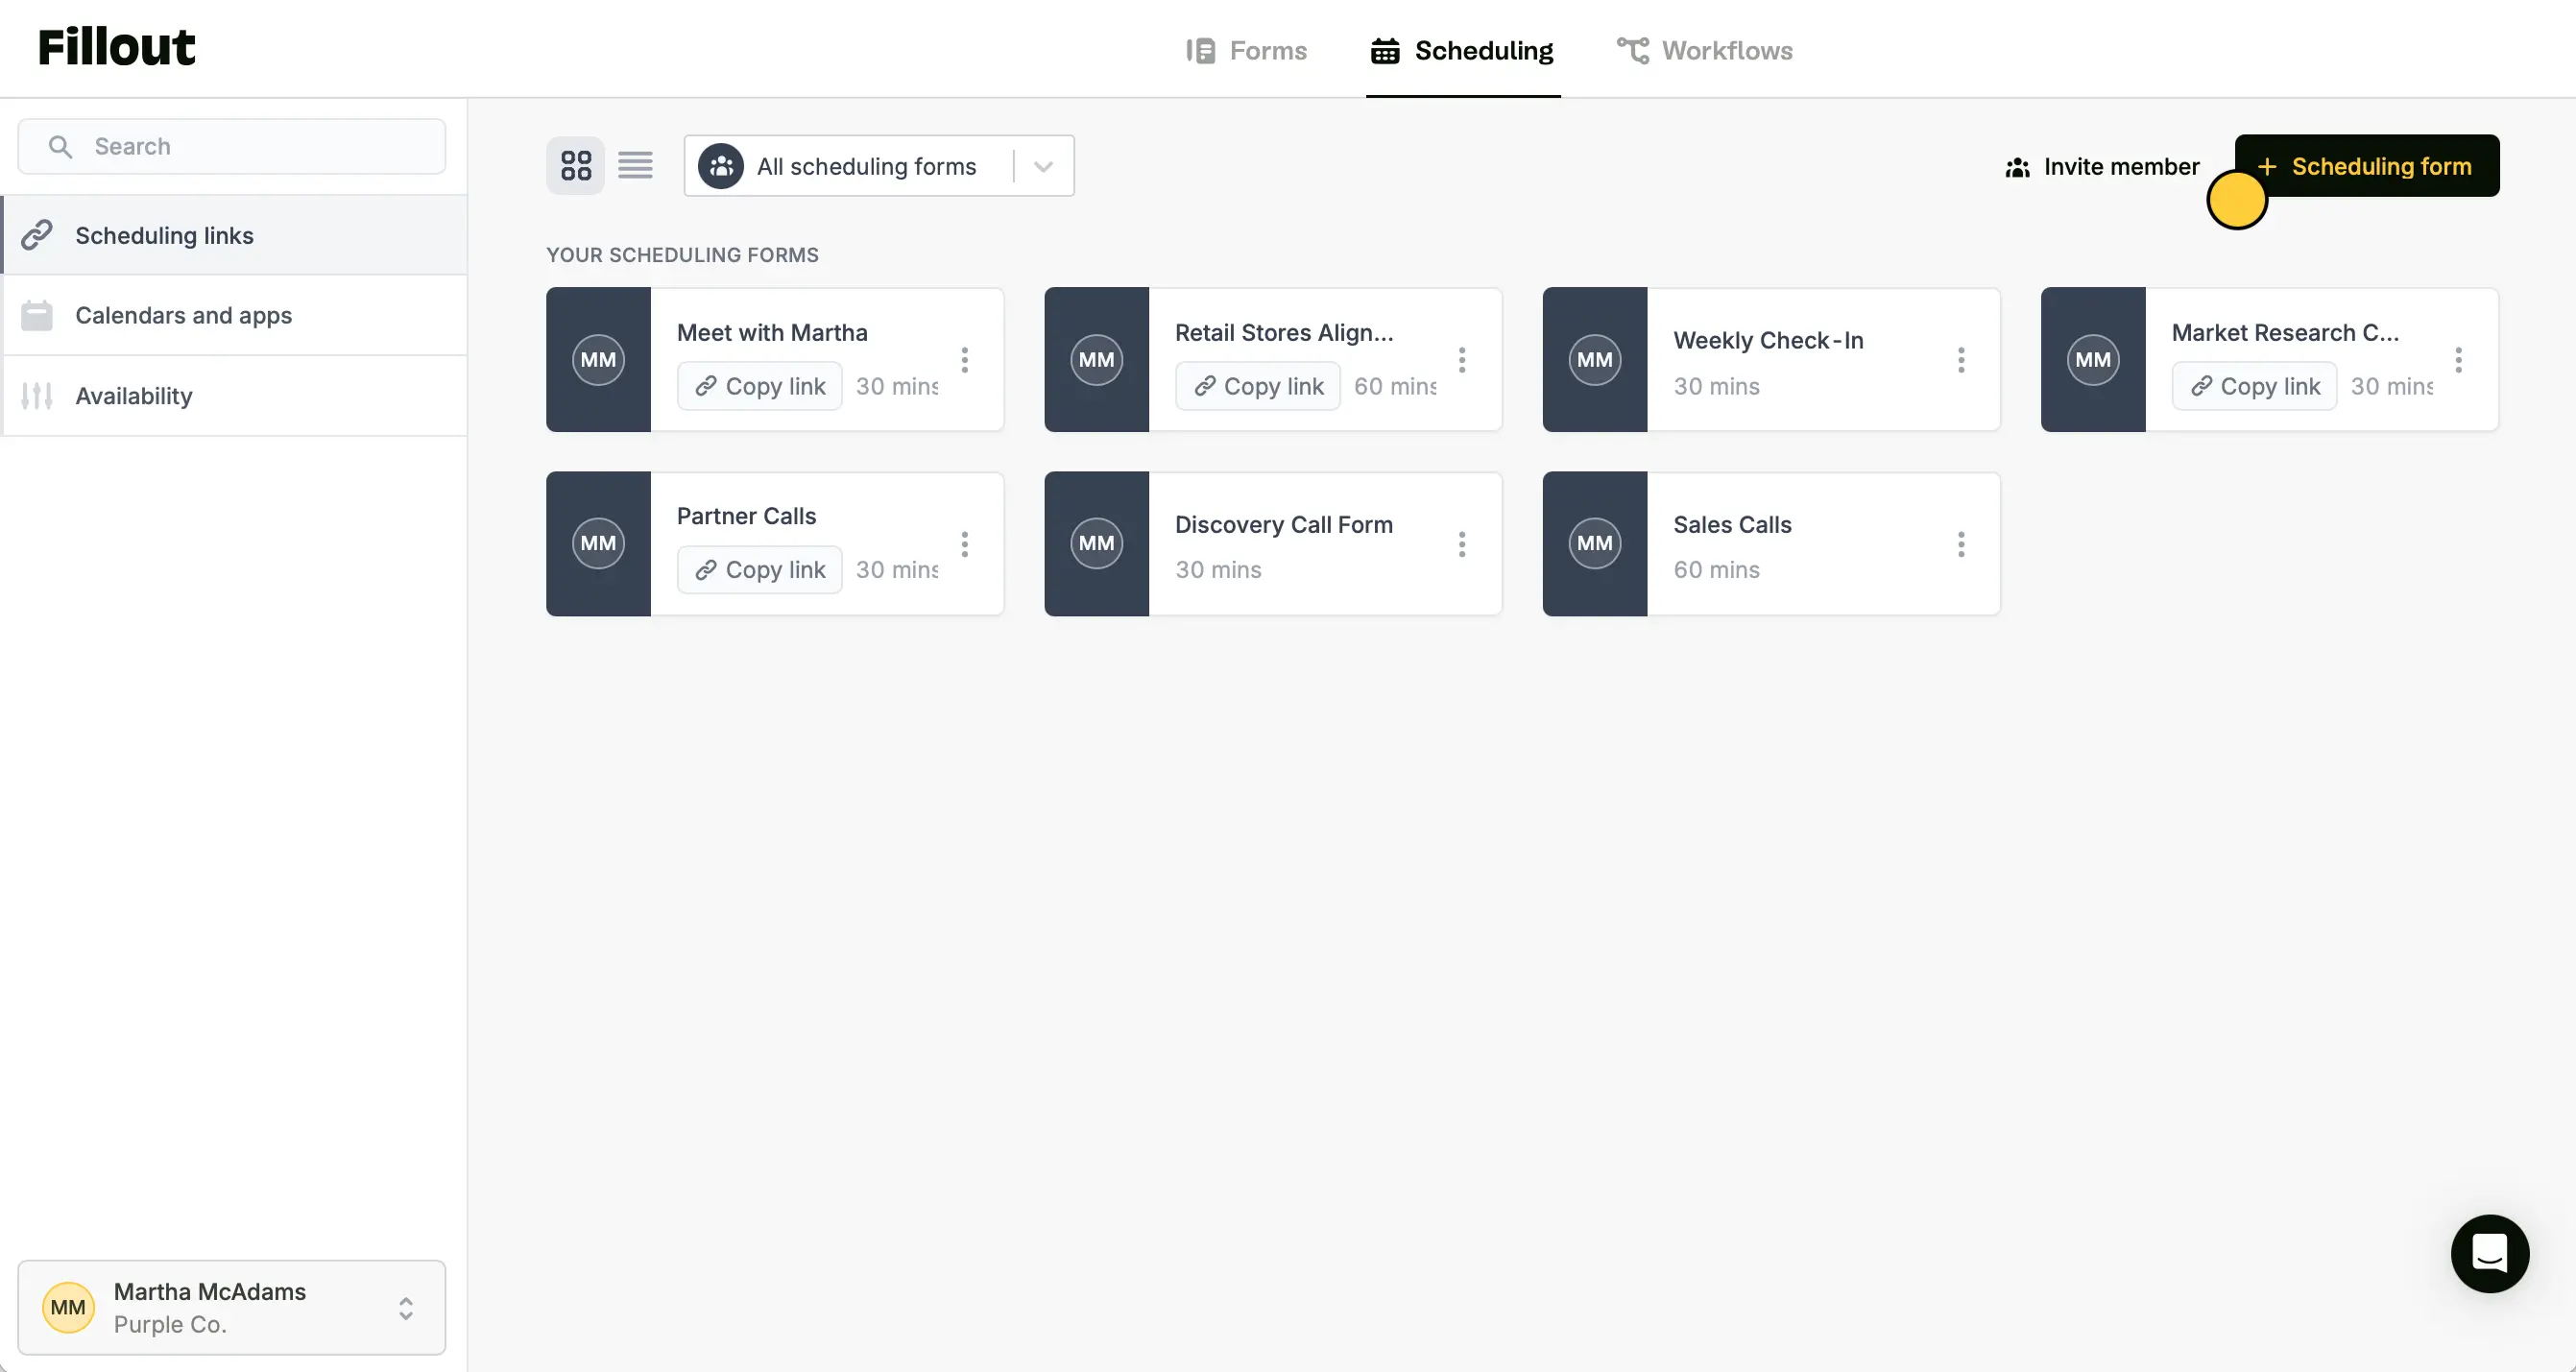 Fillout
Forms
Scheduling
Workflows
Search
Scheduling links
Calendars and apps
Availability
All scheduling forms
Invite member
+ Scheduling form
YOUR SCHEDULING FORMS
MM
Meet with Martha
Copy link
30 mins
MM
Retail Stores Align...
Copy link
60 mins
MM
Weekly Check-In
30 mins
MM
Market Research C...
Copy link
30 mins
MM
Partner Calls
Copy link
30 mins
MM
Discovery Call Form
30 mins
MM
Sales Calls
60 mins
MM
Martha McAdams
Purple Co.